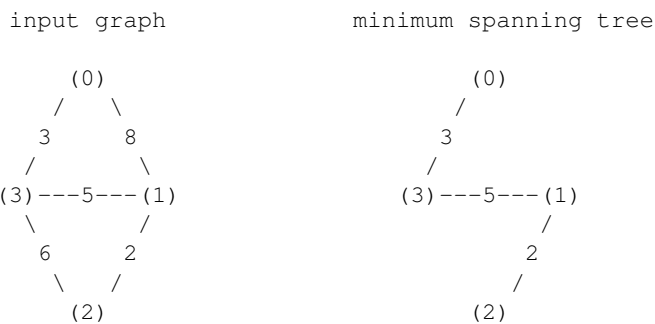 input graph minimum spanning tree
(0) (0)
/ \ /
3 8 3
/ \ /
(3)---5---(1) (3)---5---(1)
\ / /
6 2 2
\ / /
(2) (2)